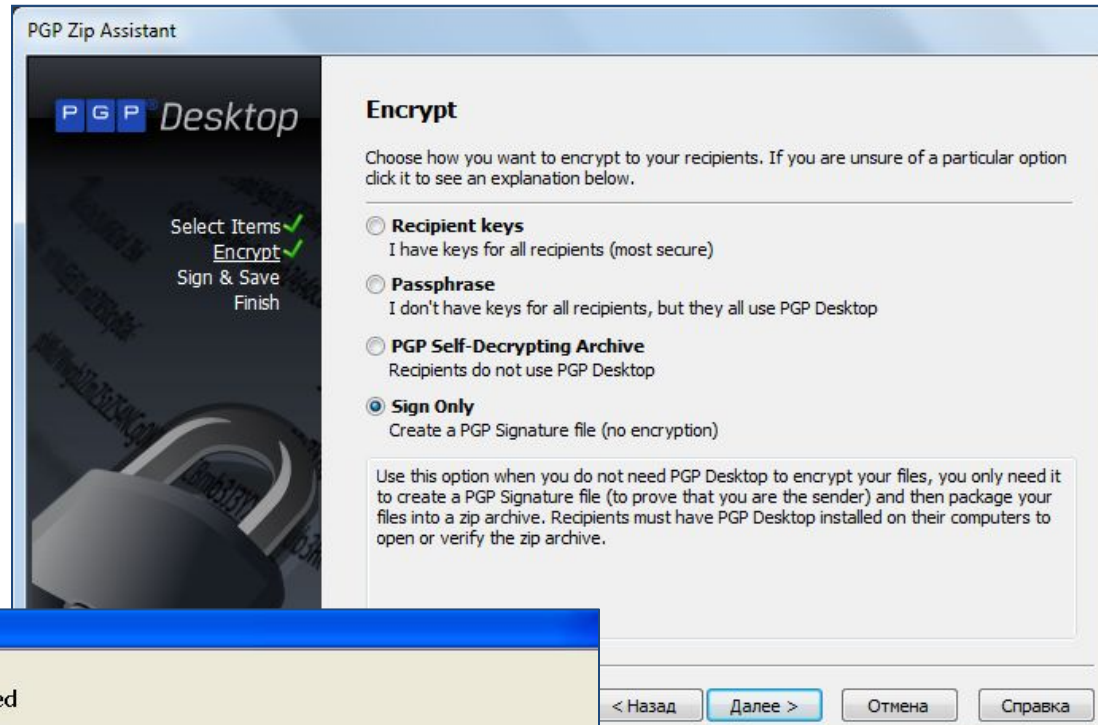 PGP Zip Assistant
PGP® Desktop
Select Items
Encrypt
Sign & Save
Finish
Encrypt
Choose how you want to encrypt to your recipients. If you are unsure of a particular option
click it to see an explanation below.
Recipient keys
I have keys for all recipients (most secure)
Passphrase
I don't have keys for all recipients, but they all use PGP Desktop
PGP Self-Decrypting Archive
Recipients do not use PGP Desktop
Sign Only
Create a PGP Signature file (no encryption)
Use this option when you do not need PGP Desktop to encrypt your files, you only need it
to create a PGP Signature file (to prove that you are the sender) and then package your
files into a zip archive. Recipients must have PGP Desktop installed on their computers to
open or verify the zip archive.
< Назад
Далее >
Отмена
Справка